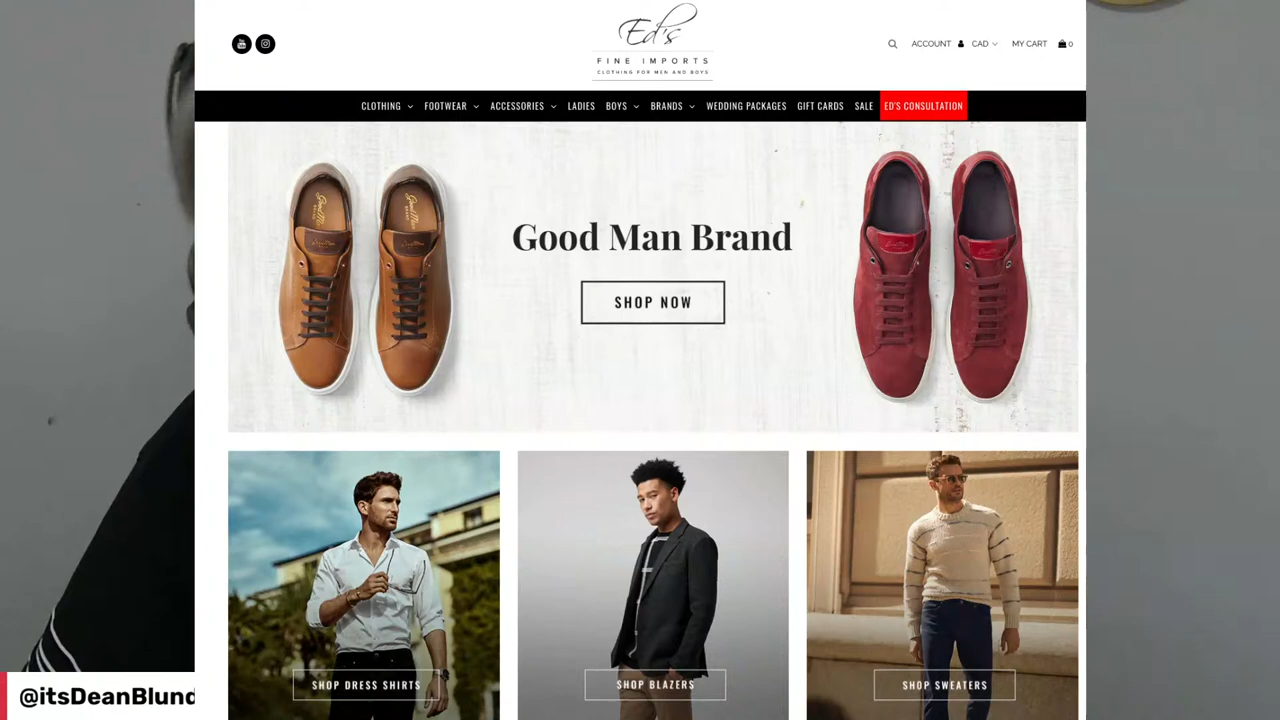 Ed's
FINE IMPORTS
CLOTHING FOR MEN AND BOYS
ACCOUNT
CAD
MY CART
0
CLOTHING
FOOTWEAR
ACCESSORIES
LADIES
BOYS
BRANDS
WEDDING PACKAGES
GIFT CARDS
SALE
ED'S CONSULTATION
Good Man Brand
SHOP NOW
SHOP DRESS SHIRTS
SHOP BLAZERS
SHOP SWEATERS
@itsDeanBlund